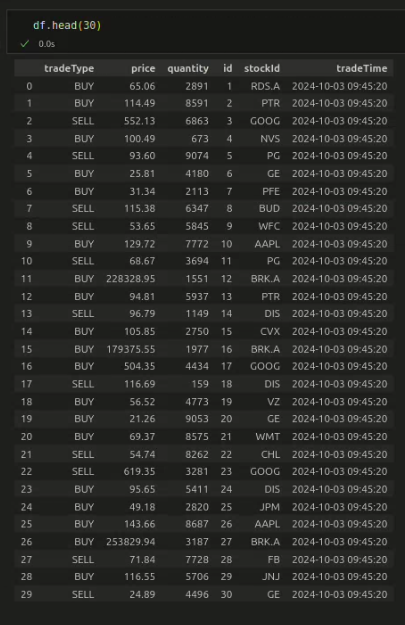 df.head(30)
0.0s
tradeType price quantity id stockId tradeTime
0 BUY 65.06 2891 1 RDS.A 2024-10-03 09:45:20
1 BUY 114.49 8591 2 PTR 2024-10-03 09:45:20
2 SELL 552.13 6863 3 GOOG 2024-10-03 09:45:20
3 BUY 100.49 673 4 NVS 2024-10-03 09:45:20
4 SELL 93.60 9074 5 PG 2024-10-03 09:45:20
5 BUY 25.81 4180 6 GE 2024-10-03 09:45:20
6 BUY 31.34 2113 7 PFE 2024-10-03 09:45:20
7 SELL 115.38 6347 8 BUD 2024-10-03 09:45:20
8 SELL 53.65 5845 9 WFC 2024-10-03 09:45:20
9 BUY 129.72 7772 10 AAPL 2024-10-03 09:45:20
10 SELL 68.67 3694 11 PG 2024-10-03 09:45:20
11 BUY 228328.95 1551 12 BRK.A 2024-10-03 09:45:20
12 BUY 94.81 5937 13 PTR 2024-10-03 09:45:20
13 SELL 96.79 1149 14 DIS 2024-10-03 09:45:20
14 BUY 105.85 2750 15 CVX 2024-10-03 09:45:20
15 BUY 179375.55 1977 16 BRK.A 2024-10-03 09:45:20
16 BUY 504.35 4434 17 GOOG 2024-10-03 09:45:20
17 SELL 116.69 159 18 DIS 2024-10-03 09:45:20
18 BUY 56.52 4773 19 VZ 2024-10-03 09:45:20
19 BUY 21.26 9053 20 GE 2024-10-03 09:45:20
20 BUY 69.37 8575 21 WMT 2024-10-03 09:45:20
21 SELL 54.74 8262 22 CHL 2024-10-03 09:45:20
22 SELL 619.35 3281 23 GOOG 2024-10-03 09:45:20
23 BUY 95.65 5411 24 DIS 2024-10-03 09:45:20
24 BUY 49.18 2820 25 JPM 2024-10-03 09:45:20
25 BUY 143.66 8687 26 AAPL 2024-10-03 09:45:20
26 BUY 253829.94 3187 27 BRK.A 2024-10-03 09:45:20
27 SELL 71.84 7728 28 FB 2024-10-03 09:45:20
28 BUY 116.55 5706 29 JNJ 2024-10-03 09:45:20
29 SELL 24.89 4496 30 GE 2024-10-03 09:45:20